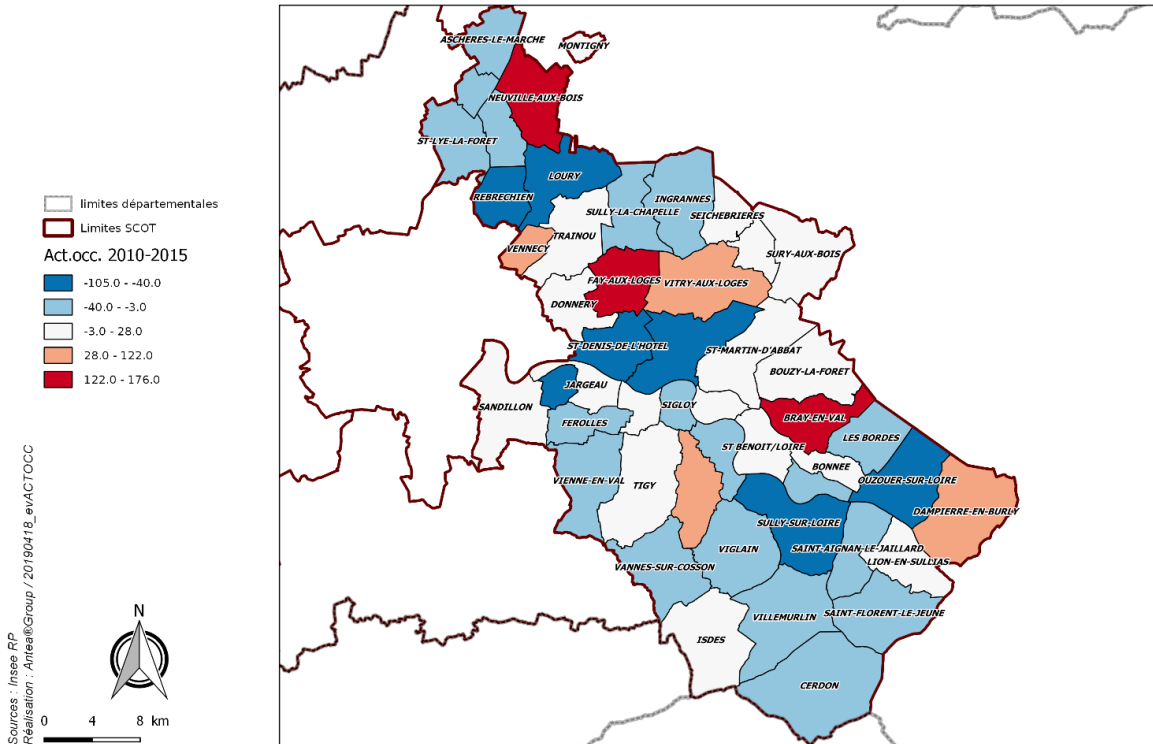 limites départementales
Limites SCOT
Act.occ. 2010-2015
-105.0 - -40.0
-40.0 - -3.0
-3.0 - 28.0
28.0 - 122.0
122.0 - 176.0
Sources : Insee RP
Réalisation : Antea®Group / 20190418_evACTOCC
N
0 4 8 km
ASCHERES-LE-MARCHE
MONTIGNY
NEUVILLE-AUX-BOIS
ST-LYE-LA-FORET
LOURY
REBRECHIEN
INGRANNES
SULLY-LA-CHAPELLE
SEICHEBRIERES
TRAINOU
VENNECY
SURY-AUX-BOIS
FAY-AUX-LOGES
VITRY-AUX-LOGES
DONNERY
ST-DENIS-DE-L'HOTEL
ST-MARTIN-D'ABBAT
BOUZY-LA-FORET
JARGEAU
SANDILLON
SIGLOY
BRAY-EN-VAL
FEROLLES
LES BORDES
ST BENOIT/LOIRE
BONNEE
VIENNE-EN-VAL
TIGY
OUZOUER-SUR-LOIRE
DAMPIERRE-EN-BURLY
SULLY-SUR-LOIRE
VIGLAIN
SAINT-AIGNAN-LE-JAILLARD
LION-EN-SULLIAS
VANNES-SUR-COSSON
VILLEMURLIN
SAINT-FLORENT-LE-JEUNE
ISDES
CERDON